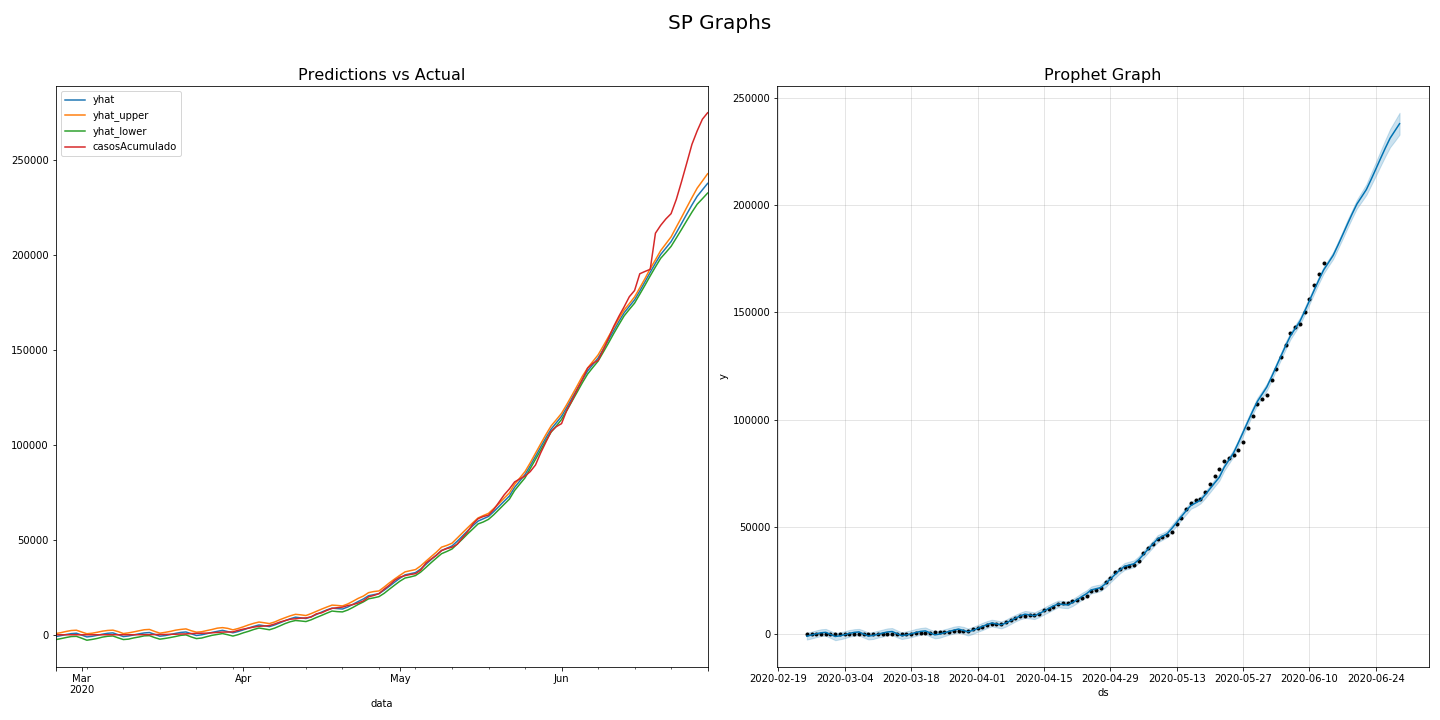 SP Graphs
Predictions vs Actual
yhat
yhat_upper
yhat_lower
casosAcumulado
250000
200000
150000
100000
50000
0
Mar
2020
Apr
May
Jun
data
Prophet Graph
250000
200000
150000
100000
50000
0
y
2020-02-19 2020-03-04 2020-03-18 2020-04-01 2020-04-15 2020-04-29 2020-05-13 2020-05-27 2020-06-10 2020-06-24
ds